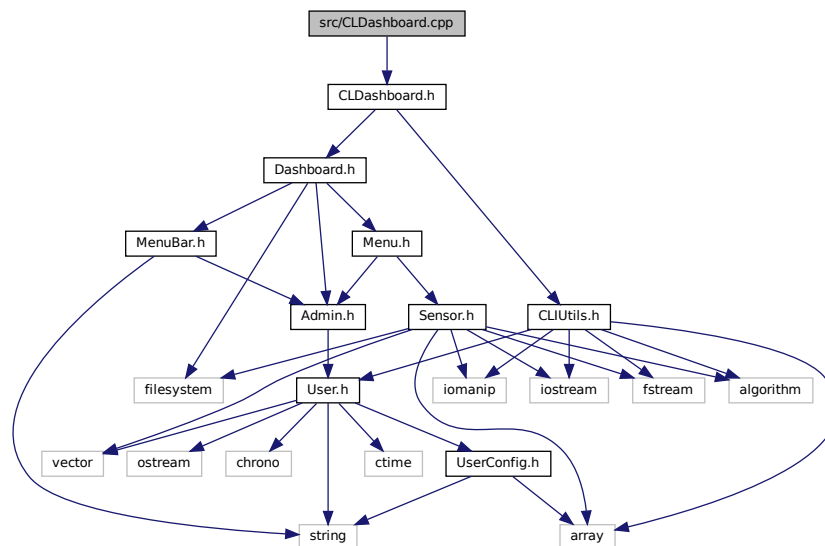 src/CLDashboard.cpp
CLDashboard.h
Dashboard.h
MenuBar.h
Menu.h
Admin.h
Sensor.h
CLIUtils.h
filesystem
User.h
iomanip
iostream
fstream
algorithm
vector
ostream
chrono
ctime
UserConfig.h
string
array